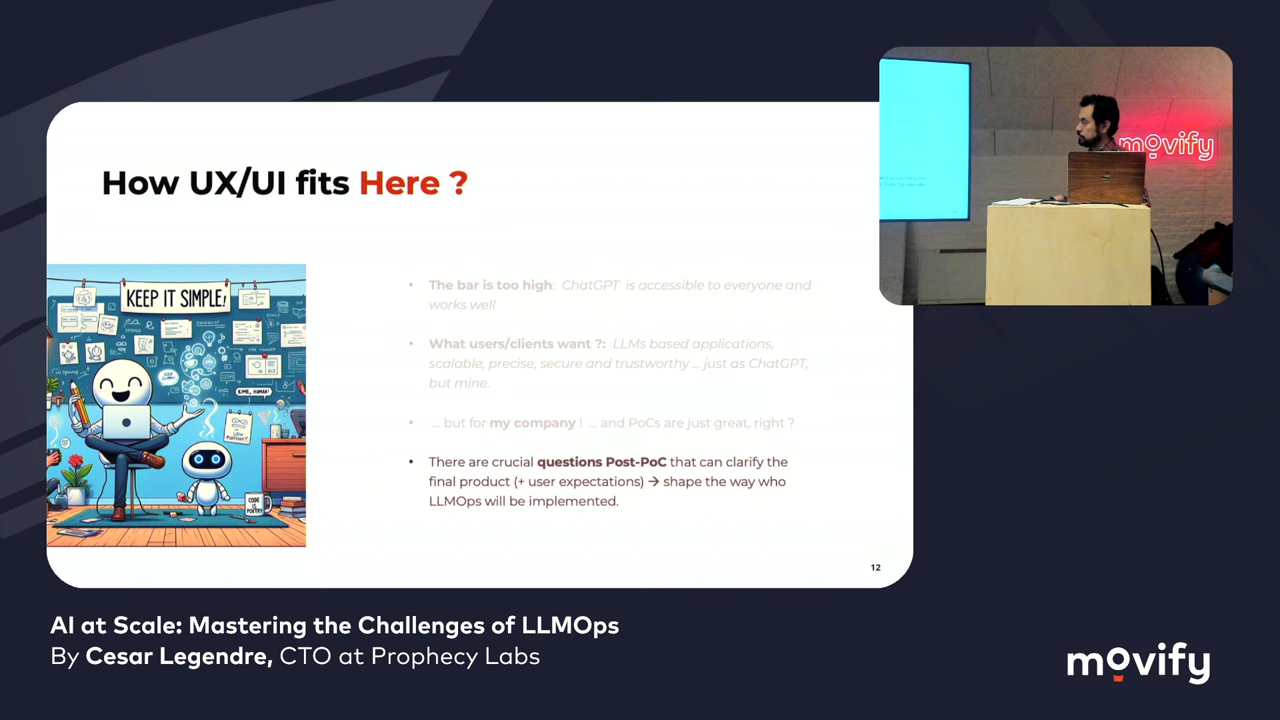 How UX/UI fits Here ?
KEEP IT SIMPLE!
CODE IS POETRY
• The bar is too high: ChatGPT is accessible to everyone and
works well
• What users/clients want ?: LLMs based applications,
scalable, precise, secure and trustworthy ... just as ChatGPT,
but mine.
• ... but for my company ! ... and PoCs are just great, right ?
• There are crucial questions Post-PoC that can clarify the
final product (+ user expectations) → shape the way who
LLMOps will be implemented.
12
movify
AI at Scale: Mastering the Challenges of LLMOps
By Cesar Legendre, CTO at Prophecy Labs
movify